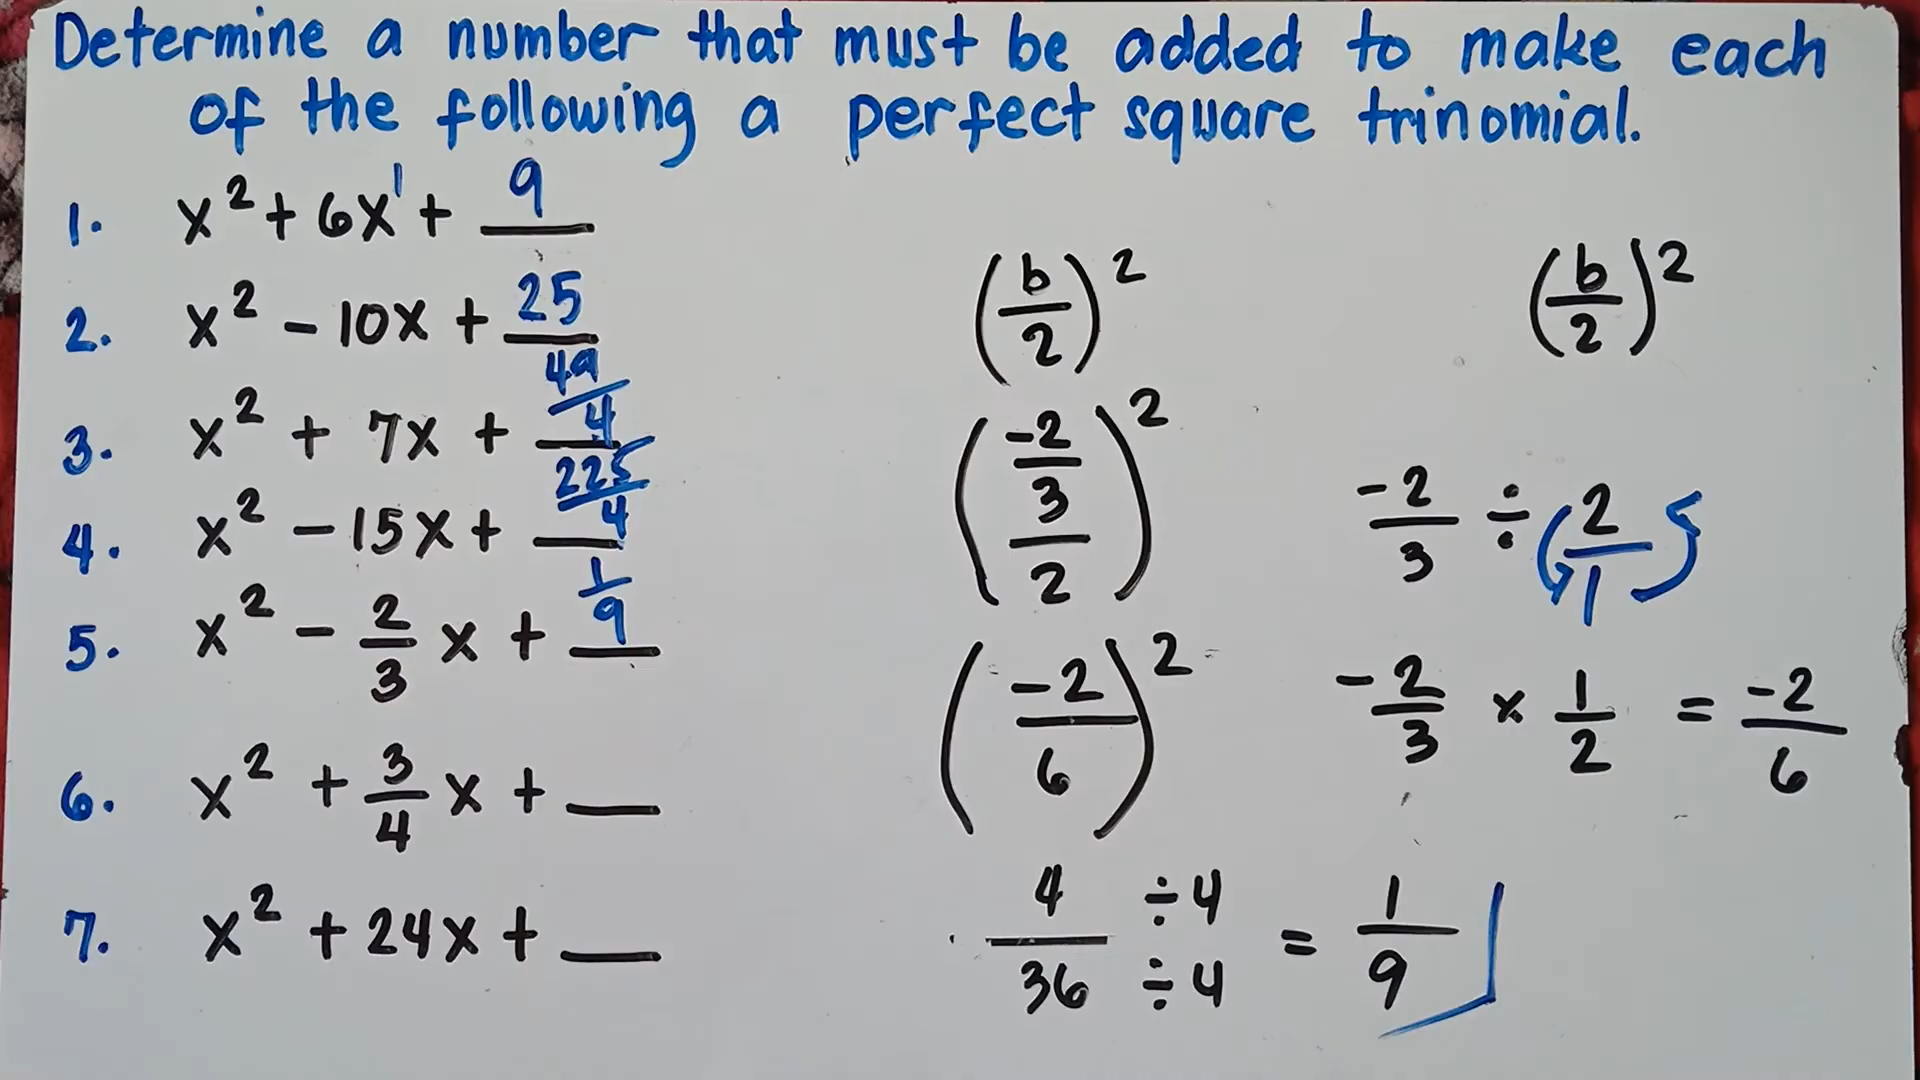 Determine a number that must be added to make each
of the following a perfect square trinomial.
1. x² + 6x¹ + 9
2. x² - 10x + 25
3. x² + 7x + 49/4
4. x² - 15x + 225/4
5. x² - 2/3 x + 1/9
6. x² + 3/4 x + __
7. x² + 24x + __
(b/2)²
((-2/3)/2)²
(-2/6)²
4/36 ÷4/÷4 = 1/9
(b/2)²
-2/3 ÷ 2/1
-2/3 × 1/2 = -2/6